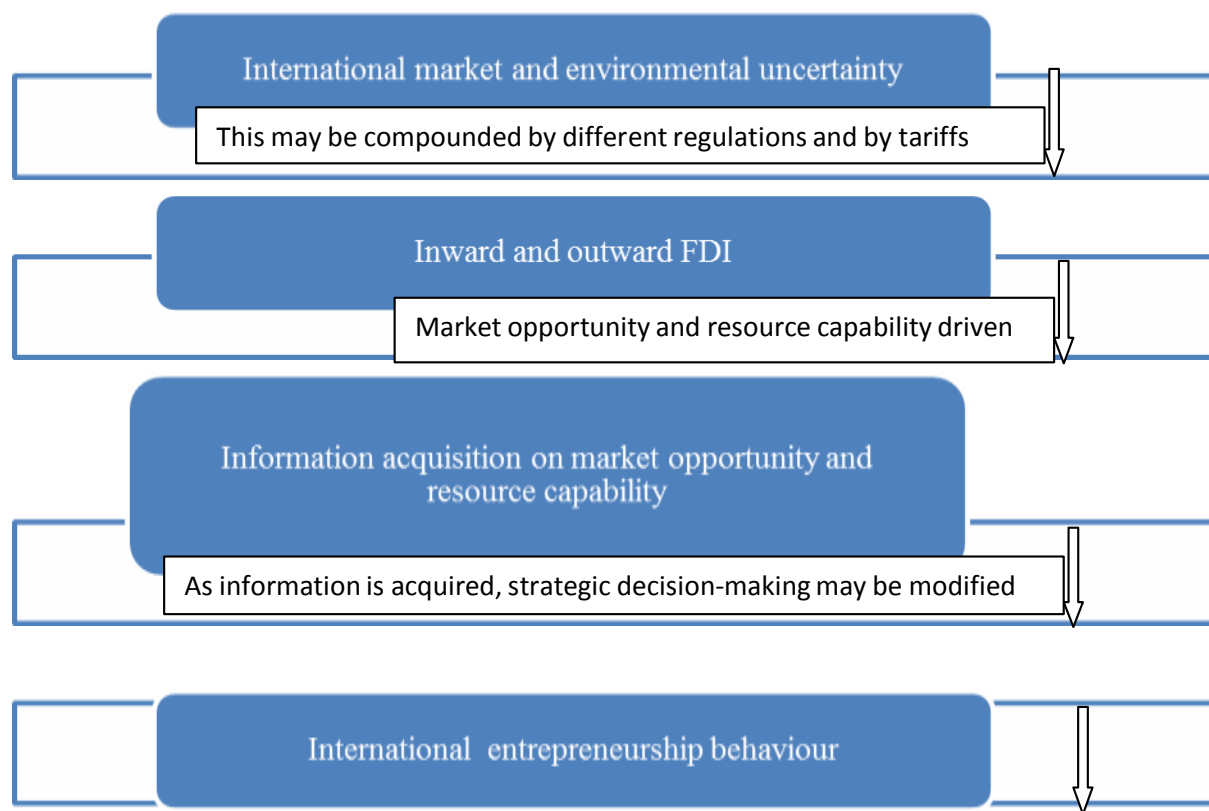 International market and environmental uncertainty
This may be compounded by different regulations and by tariffs
Inward and outward FDI
Market opportunity and resource capability driven
Information acquisition on market opportunity and
resource capability
As information is acquired, strategic decision-making may be modified
International entrepreneurship behaviour